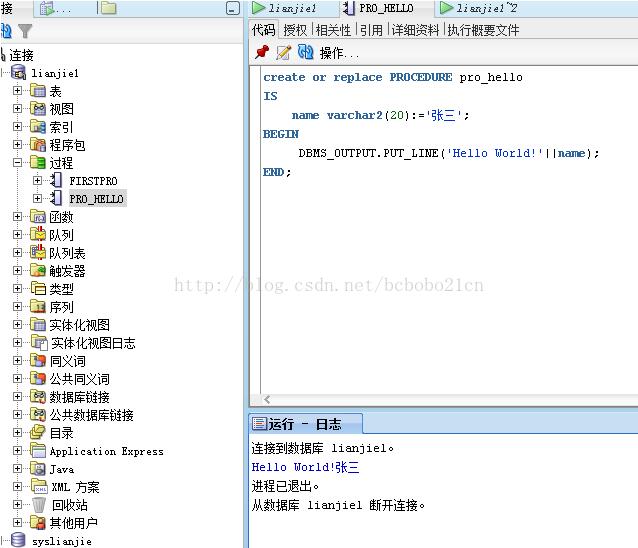 接
lianjie1
PRO_HELLO
lianjie1~2
代码 授权 相关性 引用 详细资料 执行概要文件
操作...
连接
lianjie1
表
视图
索引
程序包
过程
FIRSTPRO
PRO_HELLO
函数
队列
队列表
触发器
类型
序列
实体化视图
实体化视图日志
同义词
公共同义词
数据库链接
公共数据库链接
目录
Application Express
Java
XML 方案
回收站
其他用户
syslianjie
create or replace PROCEDURE pro_hello
IS
name varchar2(20):='张三';
BEGIN
DBMS_OUTPUT.PUT_LINE('Hello World!'||name);
END;
http://blog.csdn.net/bcbobo21cn
运行 - 日志
连接到数据库 lianjie1。
Hello World!张三
进程已退出。
从数据库 lianjie1 断开连接。